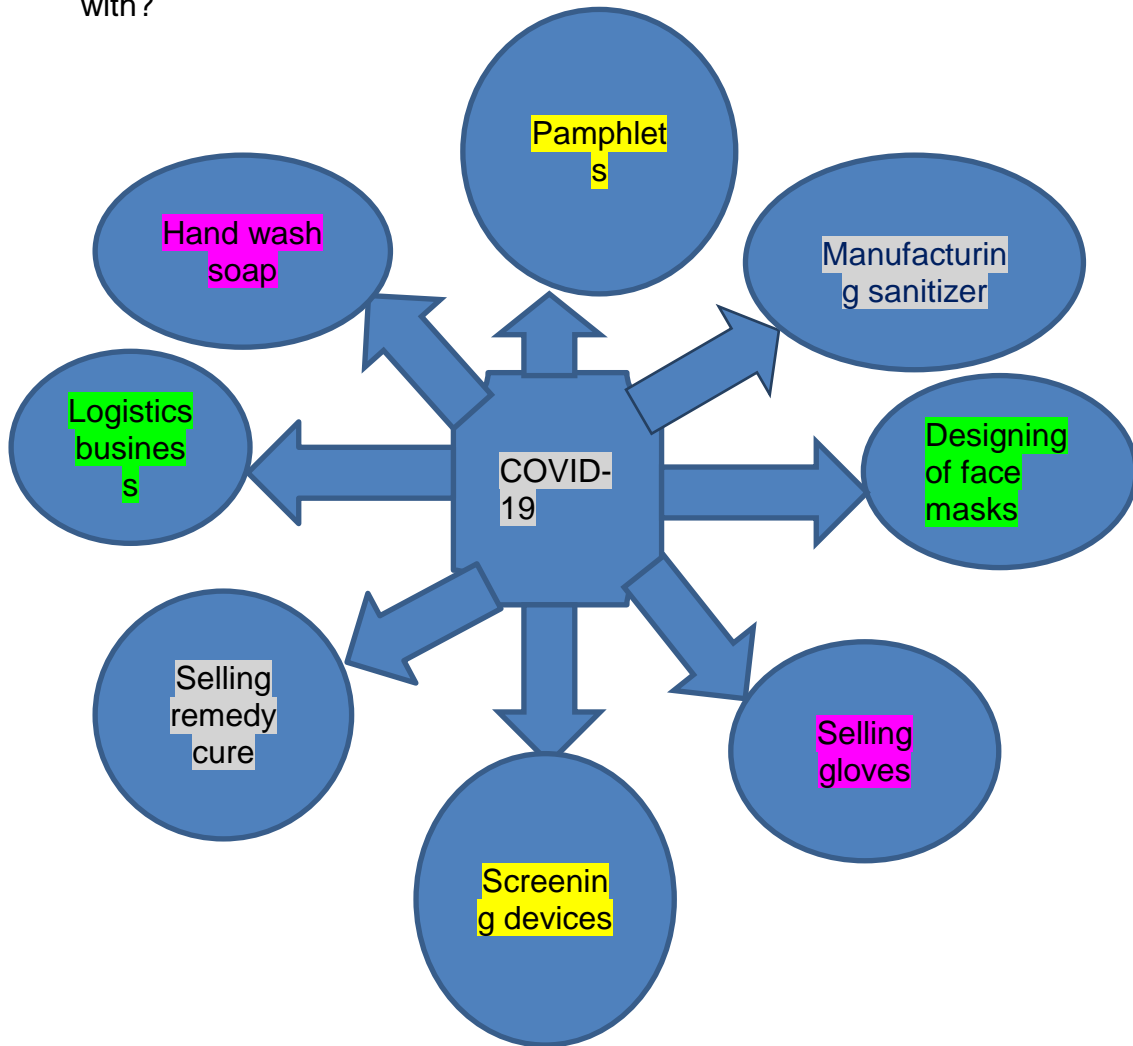 with?
Pamphlet
s
Hand wash
soap
Manufacturin
g sanitizer
Logistics
busines
s
COVID-
19
Designing
of face
masks
Selling
remedy
cure
Selling
gloves
Screenin
g devices